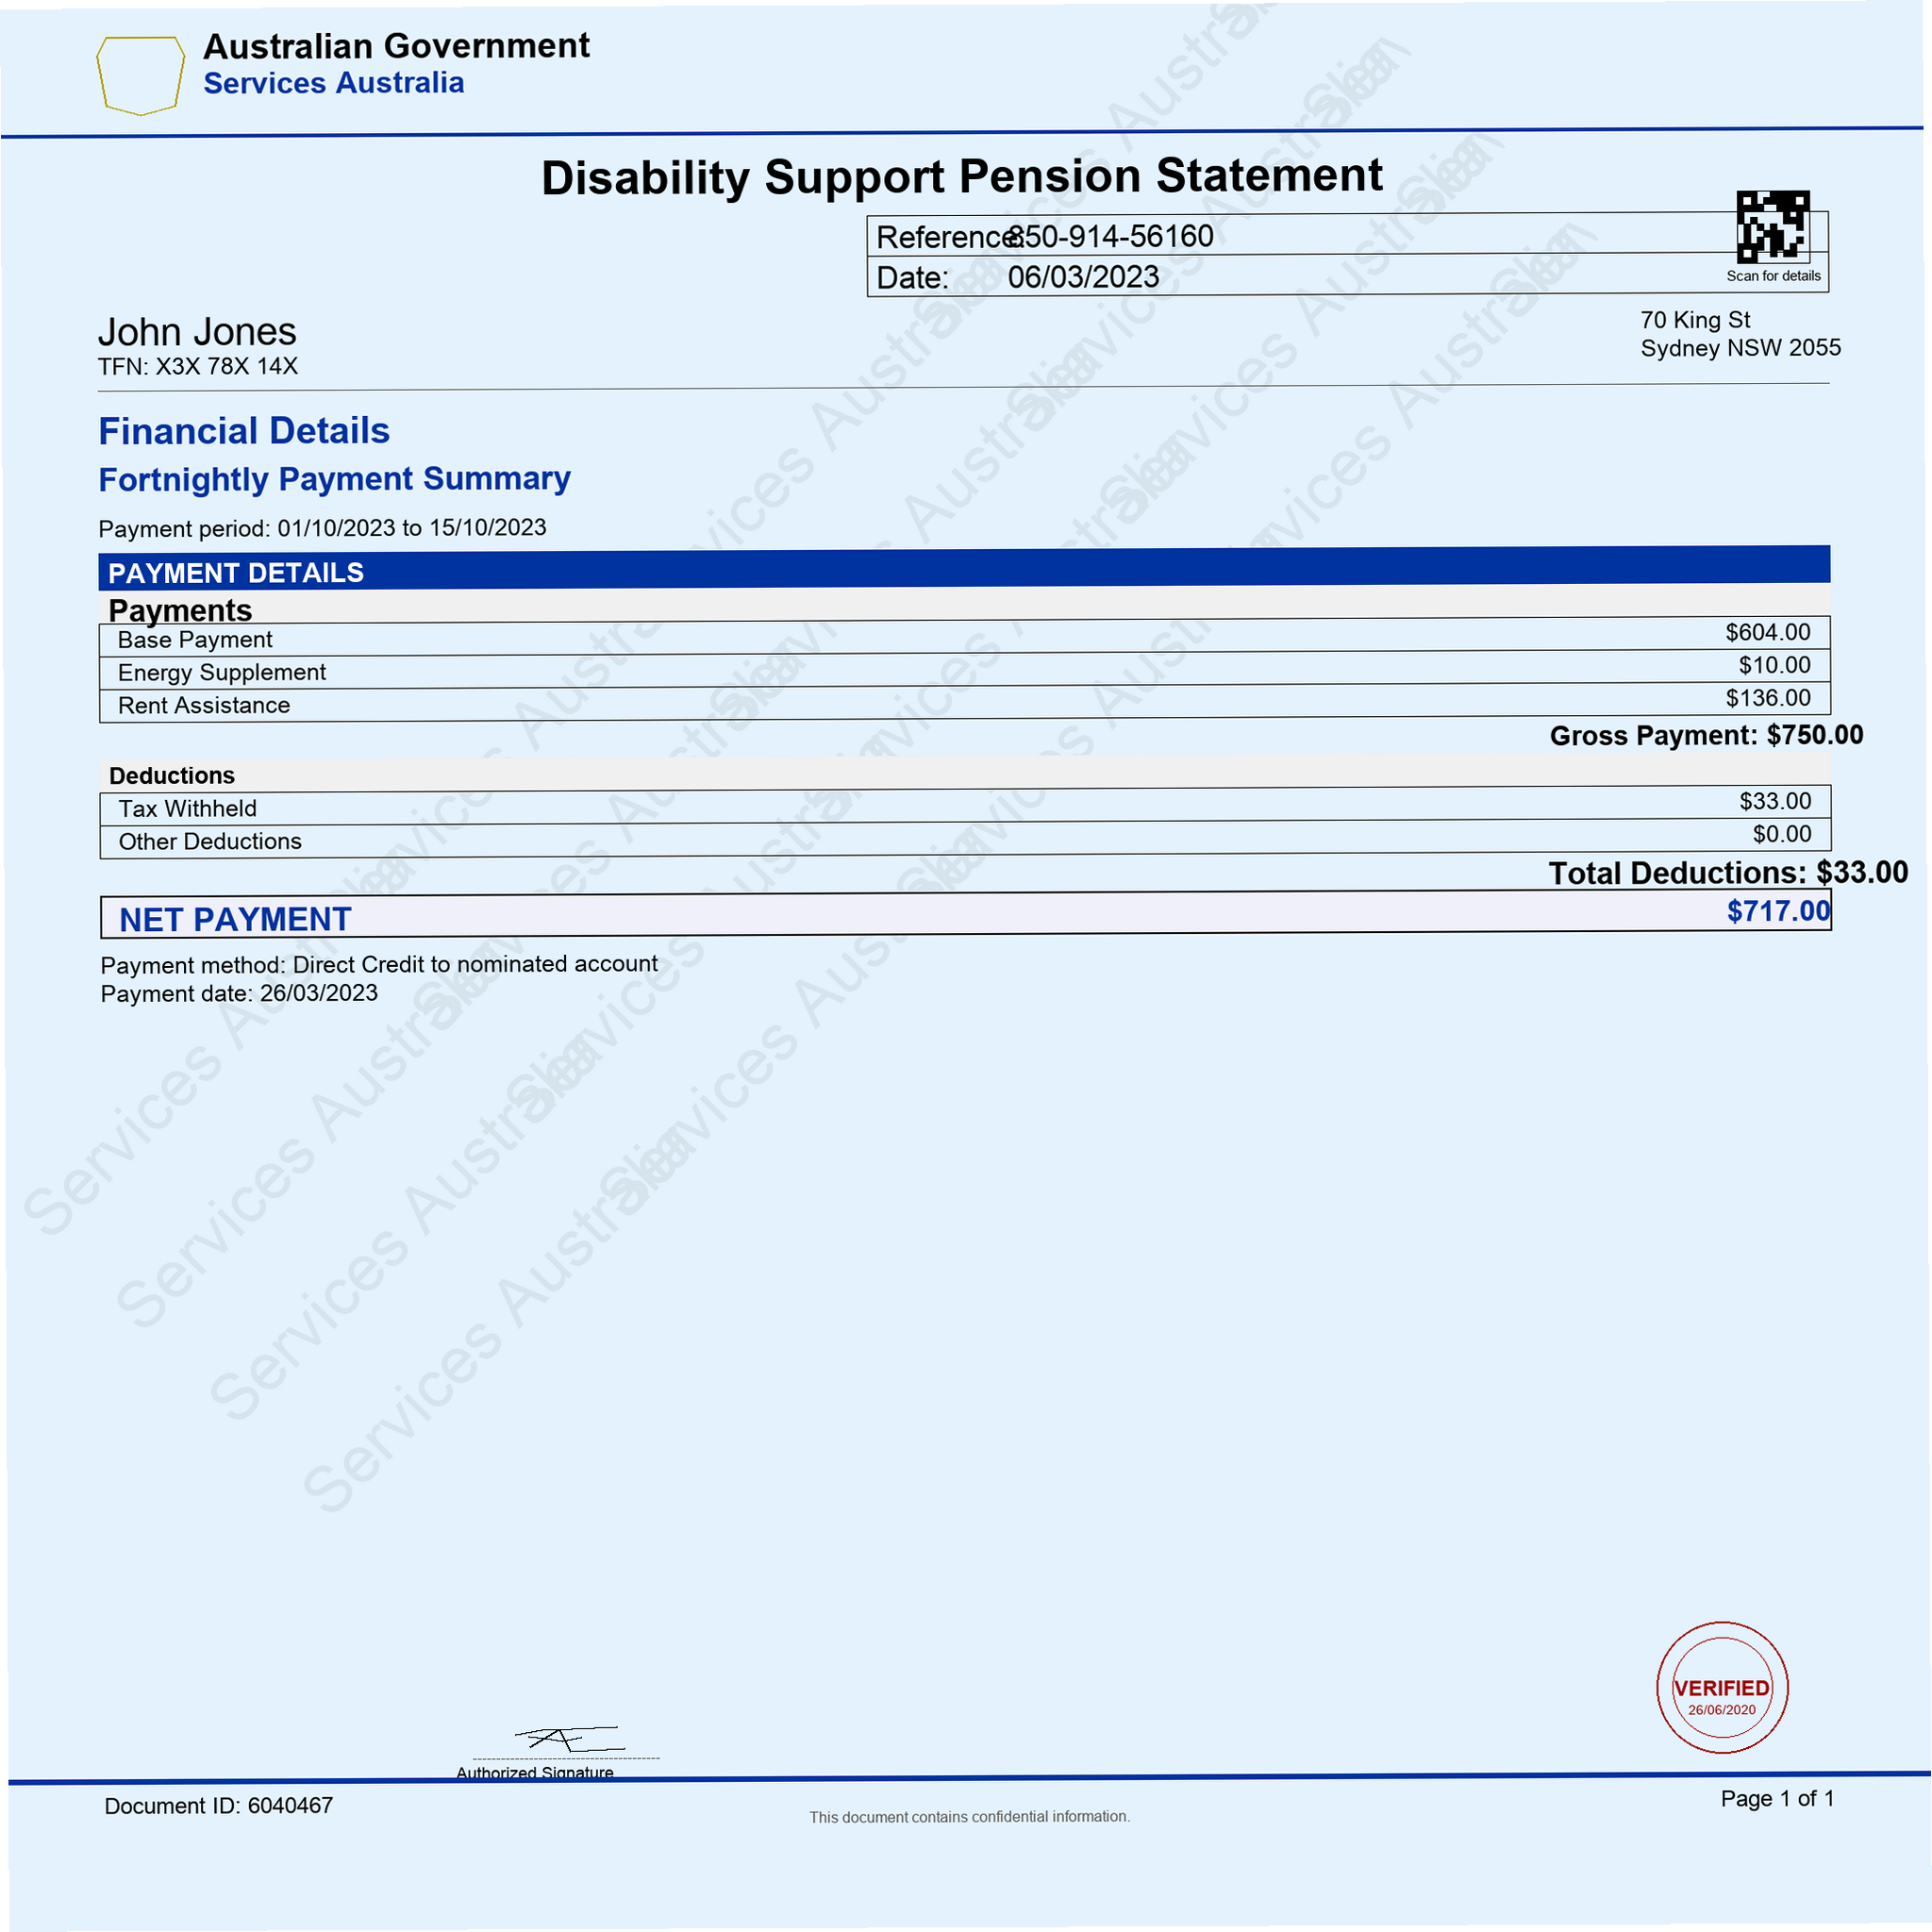 Australian Government
Services Australia
Disability Support Pension Statement
Reference: 850-914-56160
Date: 06/03/2023
Scan for details
John Jones
TFN: X3X 78X 14X
70 King St
Sydney NSW 2055
Financial Details
Fortnightly Payment Summary
Payment period: 01/10/2023 to 15/10/2023
PAYMENT DETAILS
Payments
Base Payment $604.00
Energy Supplement $10.00
Rent Assistance $136.00
Gross Payment: $750.00
Deductions
Tax Withheld $33.00
Other Deductions $0.00
Total Deductions: $33.00
NET PAYMENT $717.00
Payment method: Direct Credit to nominated account
Payment date: 26/03/2023
Services Australia
Services Australia
Services Australia
Services Australia
VERIFIED
26/06/2020
Authorized Signature
Document ID: 6040467
This document contains confidential information.
Page 1 of 1